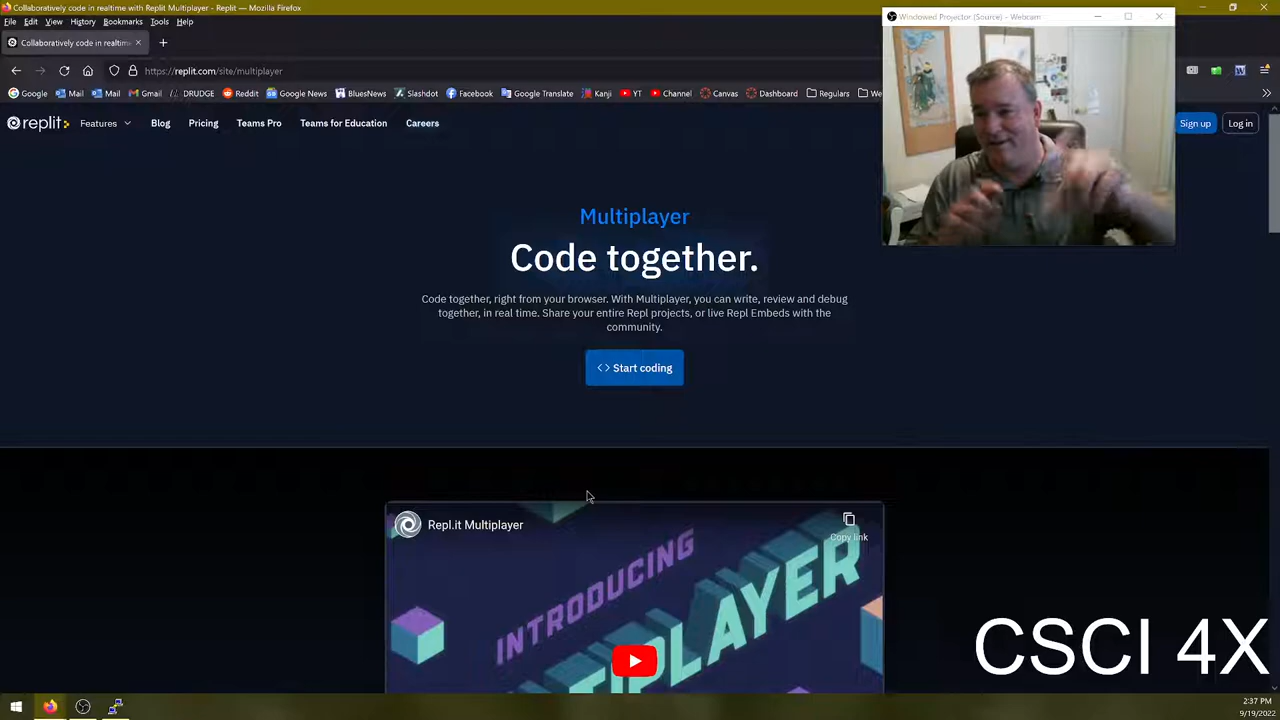 Collaboratively code in realtime with Replit Multiplayer - Replit — Mozilla Firefox
File Edit View History Bookmarks Tools Help
Windowed Projector (Source) - Webcam
Collaboratively code in realtime
https://replit.com/site/multiplayer
Google Mail Mail Gmail DRUDGE Reddit Google News BluesNews Slashdot Facebook Google Translate Kanji YT Channel Canvas Dashboard Regulars
replit Features Blog Pricing Teams Pro Careers Sign up Log in
Multiplayer
Code together.
Code together, right from your browser. With Multiplayer, you can write, review and debug
together, in real time. Share your entire Repl projects, or live Repl Embeds with the
community.
Start coding
Repl.it Multiplayer
Copy link
INTRODUCING
CSCI 4X
2:37 PM
9/19/2022